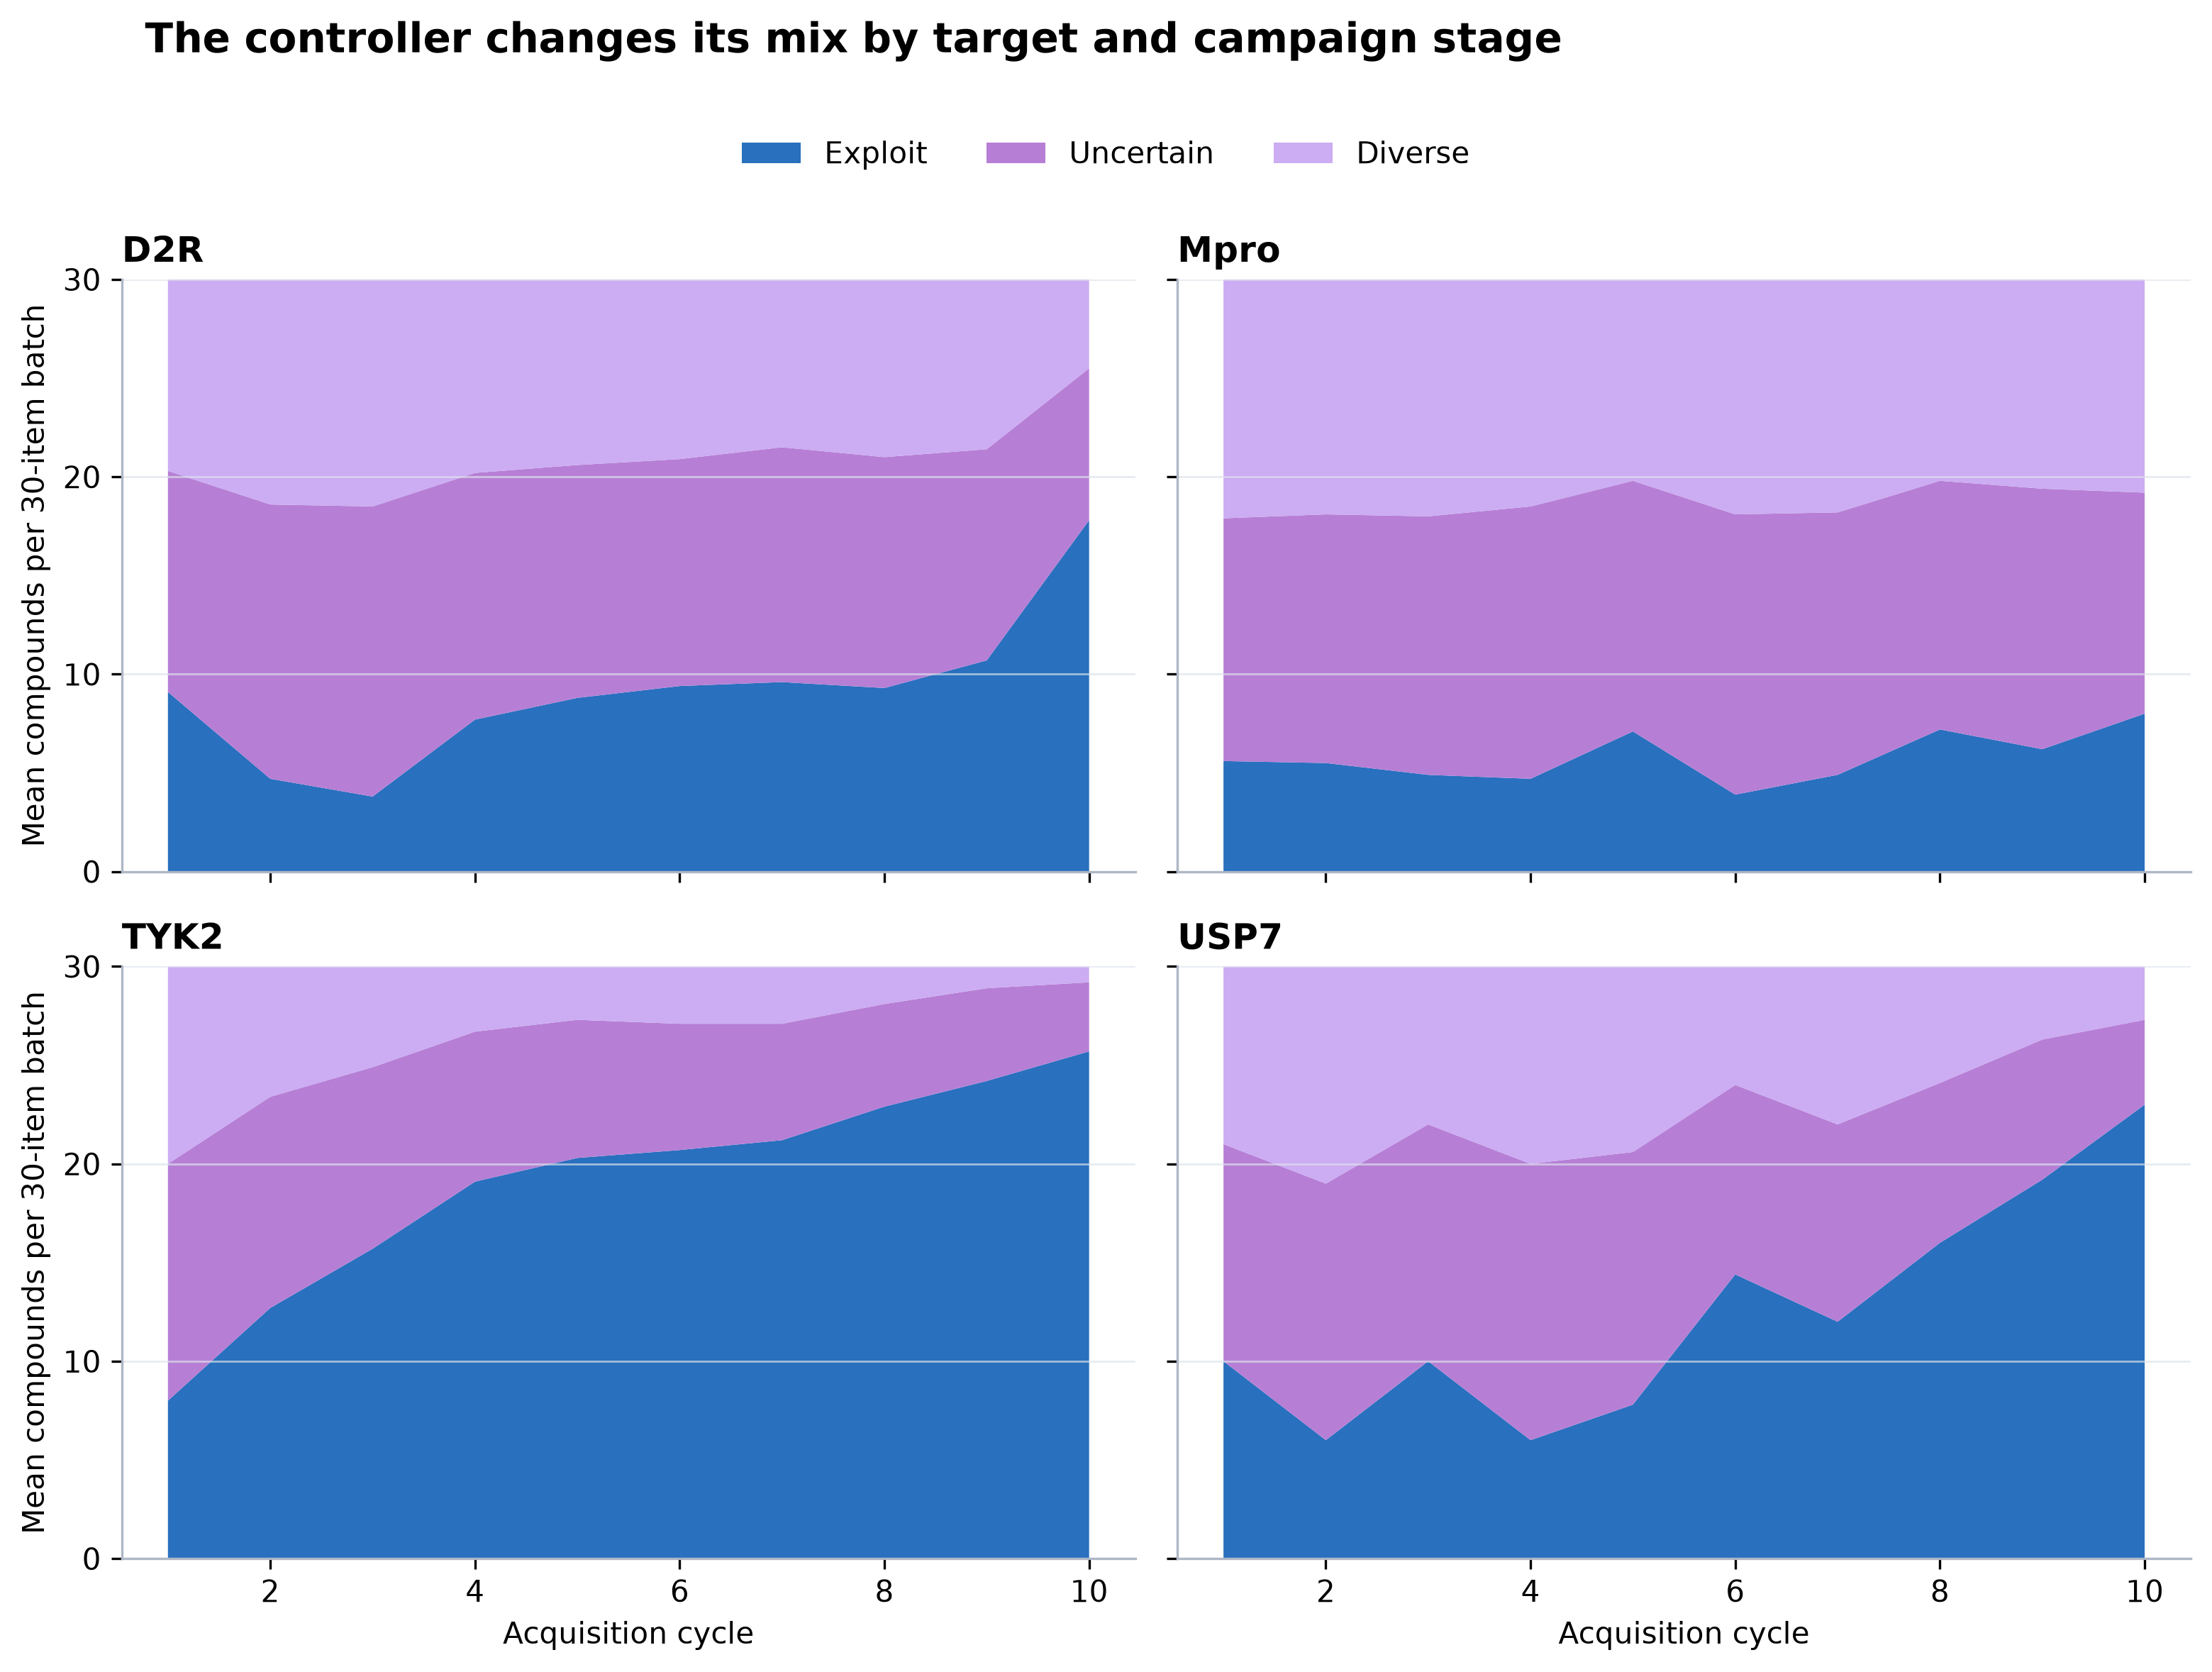 The controller changes its mix by target and campaign stage
Exploit Uncertain Diverse
D2R
Mean compounds per 30-item batch
30
20
10
0
Mpro
TYK2
Mean compounds per 30-item batch
30
20
10
0
2 4 6 8 10
Acquisition cycle
USP7
2 4 6 8 10
Acquisition cycle